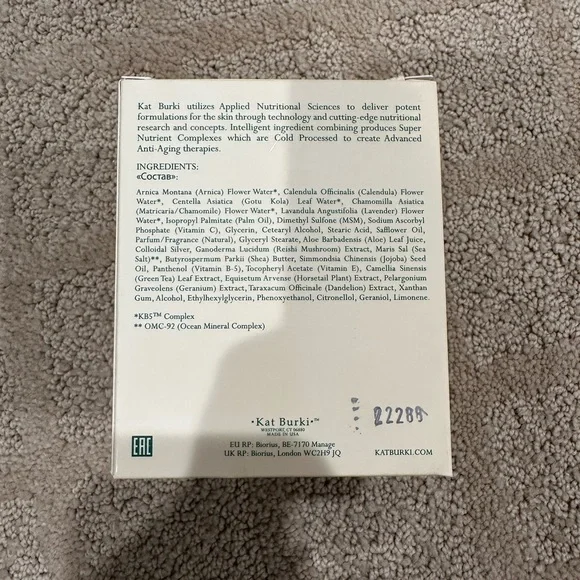 Kat Burki utilizes Applied Nutritional Sciences to deliver potent
formulations for the skin through technology and cutting-edge nutritional
research and concepts. Intelligent ingredient combining produces Super
Nutrient Complexes which are Cold Processed to create Advanced
Anti-Aging therapies.
INGREDIENTS:
«Состав»:
Arnica Montana (Arnica) Flower Water*, Calendula Officinalis (Calendula) Flower
Water*, Centella Asiatica (Gotu Kola) Leaf Water*, Chamomilla Asiatica
(Matricaria/Chamomile) Flower Water*, Lavandula Angustifolia (Lavender) Flower
Water*, Isopropyl Palmitate (Palm Oil), Dimethyl Sulfone (MSM), Sodium Ascorbyl
Phosphate (Vitamin C), Glycerin, Cetearyl Alcohol, Stearic Acid, Safflower Oil,
Parfum/Fragrance (Natural), Glyceryl Stearate, Aloe Barbadensis (Aloe) Leaf Juice,
Colloidal Silver, Ganoderma Lucidum (Reishi Mushroom) Extract, Maris Sal (Sea
Salt)**, Butyrospermum Parkii (Shea) Butter, Simmondsia Chinensis (Jojoba) Seed
Oil, Panthenol (Vitamin B-5), Tocopheryl Acetate (Vitamin E), Camellia Sinensis
(Green Tea) Leaf Extract, Equisetum Arvense (Horsetail Plant) Extract, Pelargonium
Graveolens (Geranium) Extract, Taraxacum Officinale (Dandelion) Extract, Xanthan
Gum, Alcohol, Ethylhexylglycerin, Phenoxyethanol, Citronellol, Geraniol, Limonene.
*KB5™ Complex
** OMC-92 (Ocean Mineral Complex)
•Kat Burki•™
WESTPORT, CT 06880
MADE IN USA
EU RP: Biorius, BE-7170 Manage
UK RP: Biorius, London WC2H9 JQ
EAC
KATBURKI.COM